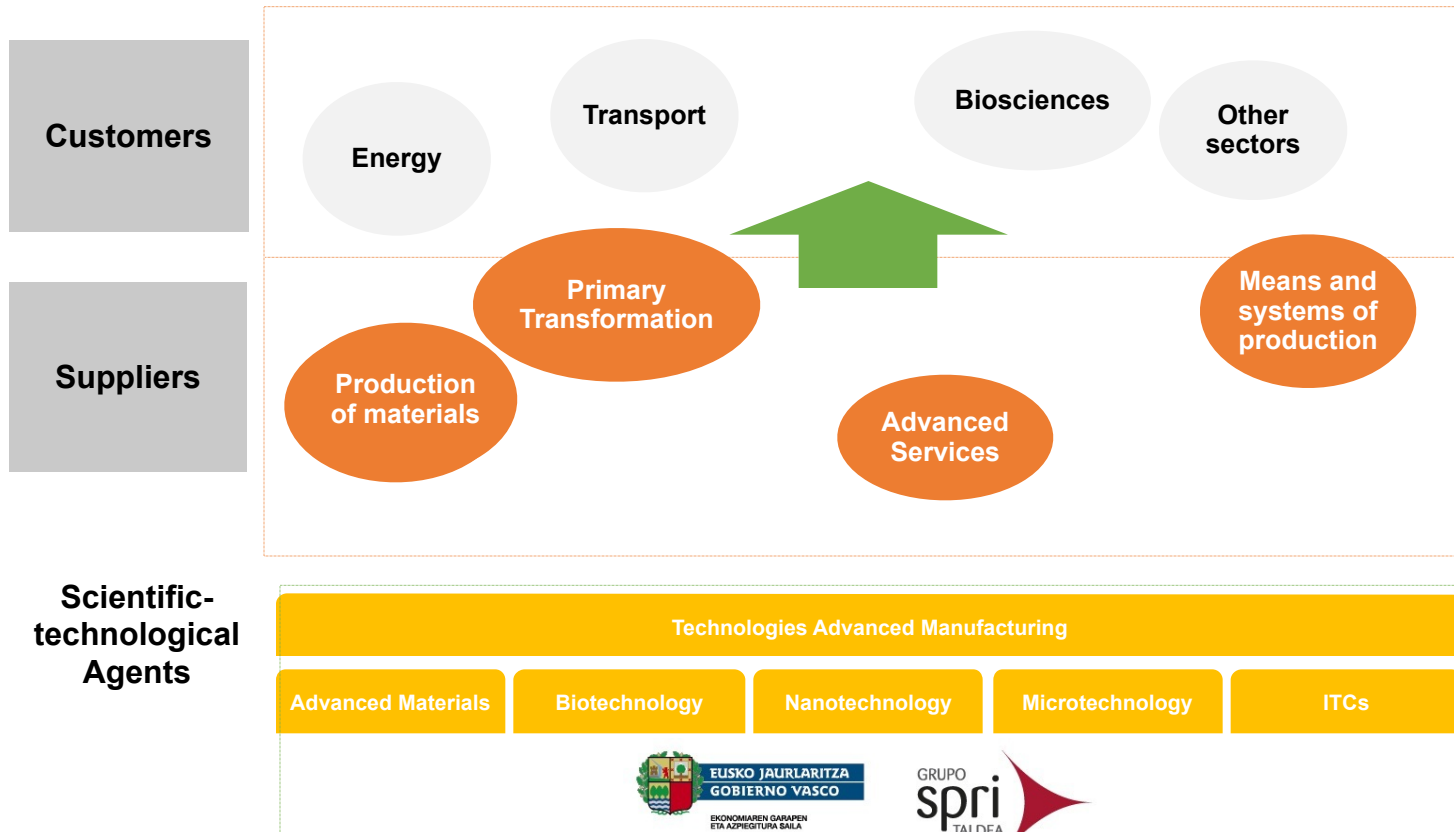 Customers
Energy
Transport
Biosciences
Other
sectors
Suppliers
Production
of materials
Primary
Transformation
Advanced
Services
Means and
systems of
production
Scientific-
technological
Agents
Technologies Advanced Manufacturing
Advanced Materials
Biotechnology
Nanotechnology
Microtechnology
ITCs
EUSKO JAURLARITZA
GOBIERNO VASCO
EKONOMIAREN GARAPEN
ETA AZPIEGITURA SAILA
GRUPO
spri
TALDEA